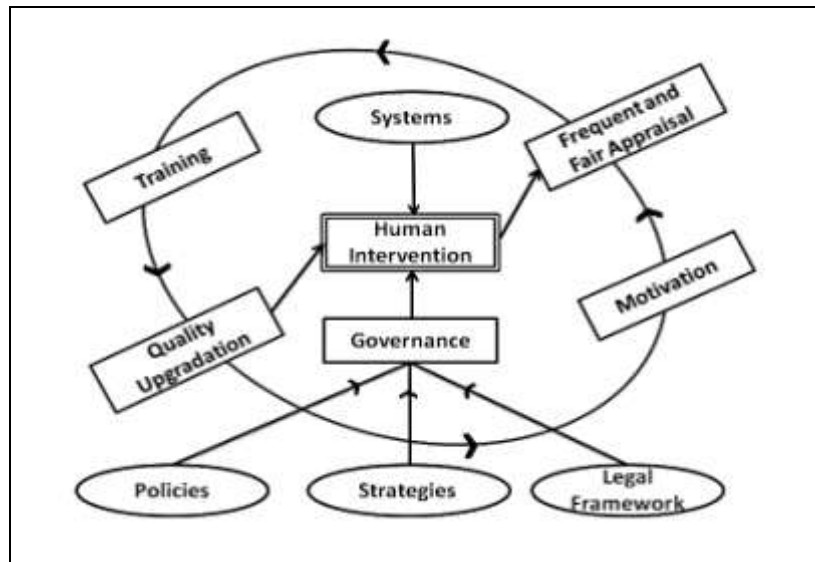 Systems
Frequent and
Fair Appraisal
Training
Human
Intervention
Motivation
Quality
Upgradation
Governance
Policies
Strategies
Legal
Framework